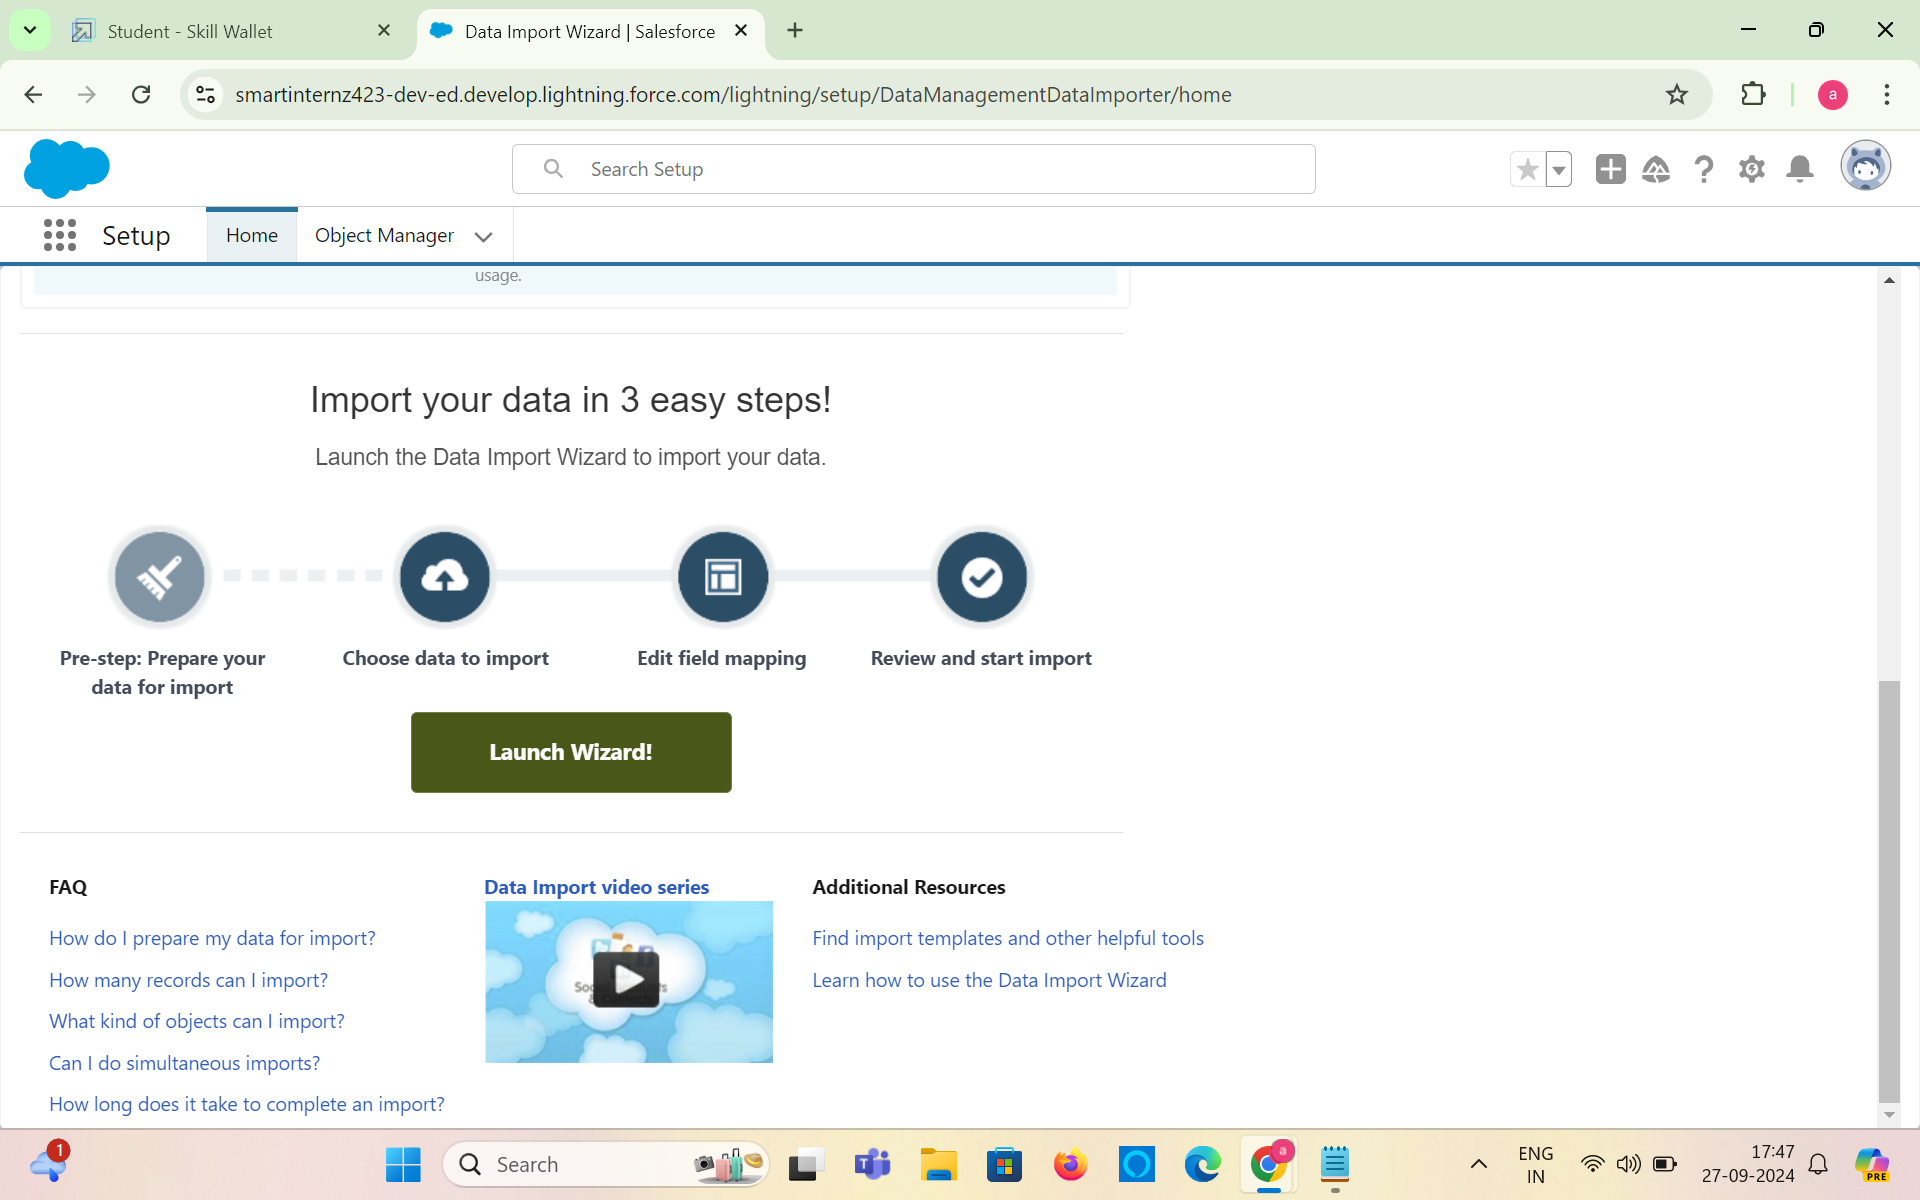 Student - Skill Wallet
Data Import Wizard | Salesforce
smartinternz423-dev-ed.develop.lightning.force.com/lightning/setup/DataManagementDataImporter/home
a
Search Setup
Setup
Home
Object Manager
usage.
Import your data in 3 easy steps!
Launch the Data Import Wizard to import your data.
Pre-step: Prepare your
data for import
Choose data to import
Edit field mapping
Review and start import
Launch Wizard!
FAQ
How do I prepare my data for import?
How many records can I import?
What kind of objects can I import?
Can I do simultaneous imports?
How long does it take to complete an import?
Data Import video series
Additional Resources
Find import templates and other helpful tools
Learn how to use the Data Import Wizard
1
Search
a
ENG
IN
17:47
27-09-2024
PRE